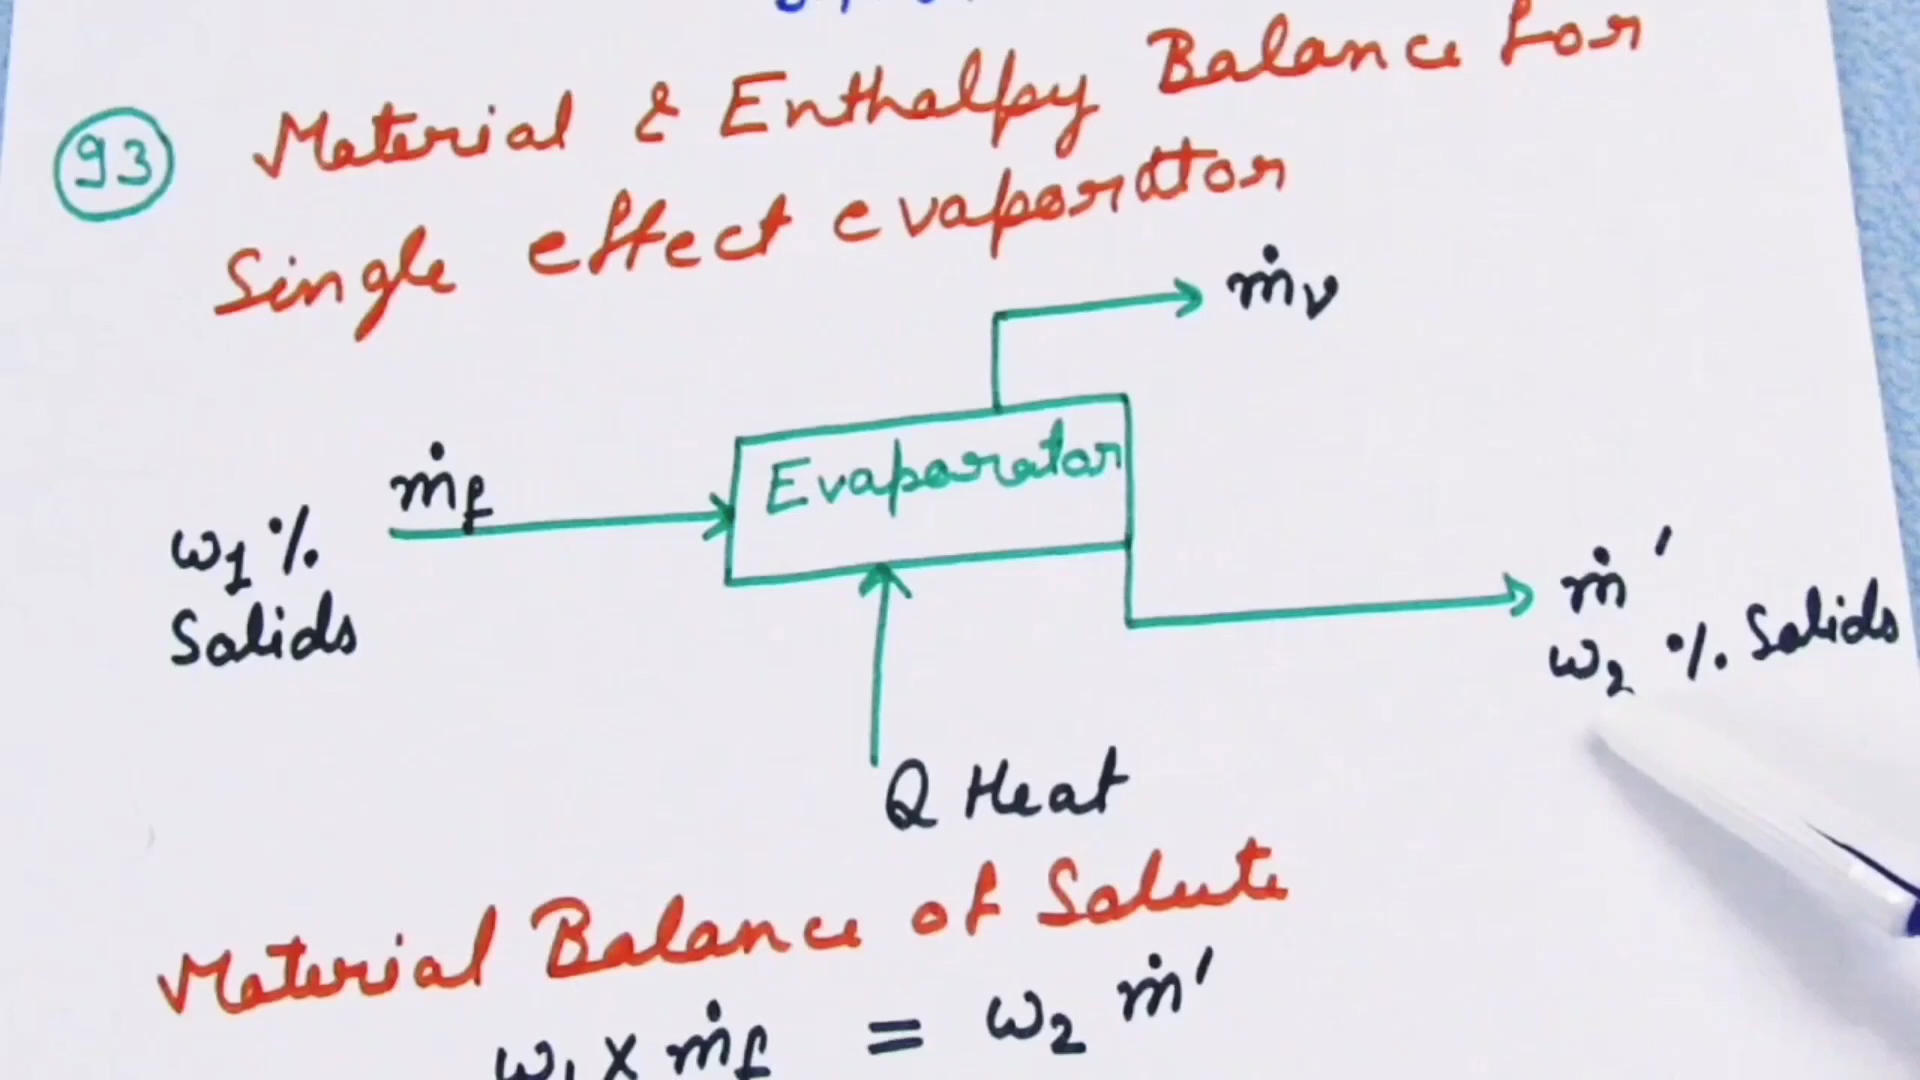 93
Material & Enthalpy Balance for
Single effect evaporator
ṁv
ṁf
Evaporator
w1 %
Solids
ṁ'
w2 % Solids
Q Heat
Material Balance of Solute
w1 x ṁf = w2 ṁ'